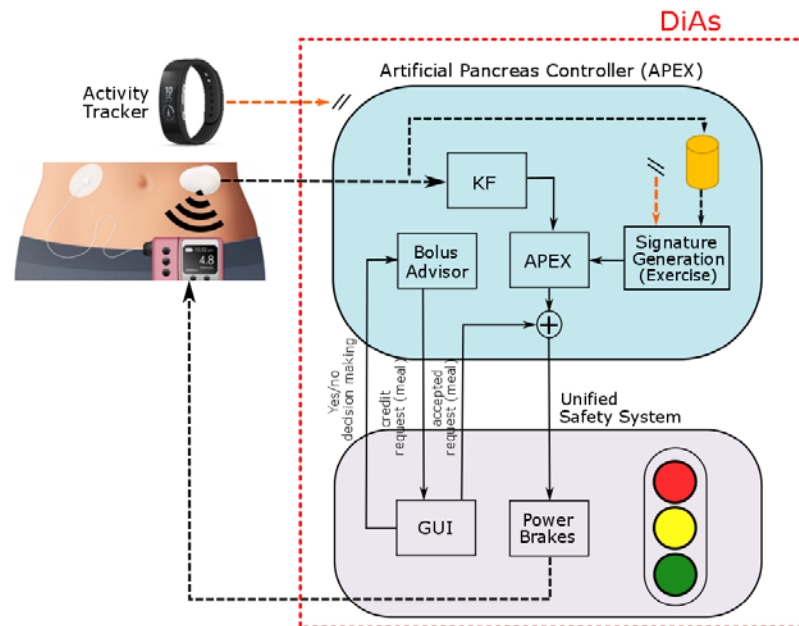 DiAs
Artificial Pancreas Controller (APEX)
Activity
Tracker
KF
Bolus
Advisor
APEX
Signature
Generation
(Exercise)
4.8
Yes/no
decision making
credit
request (meal)
accepted
request (meal)
Unified
Safety System
GUI
Power
Brakes